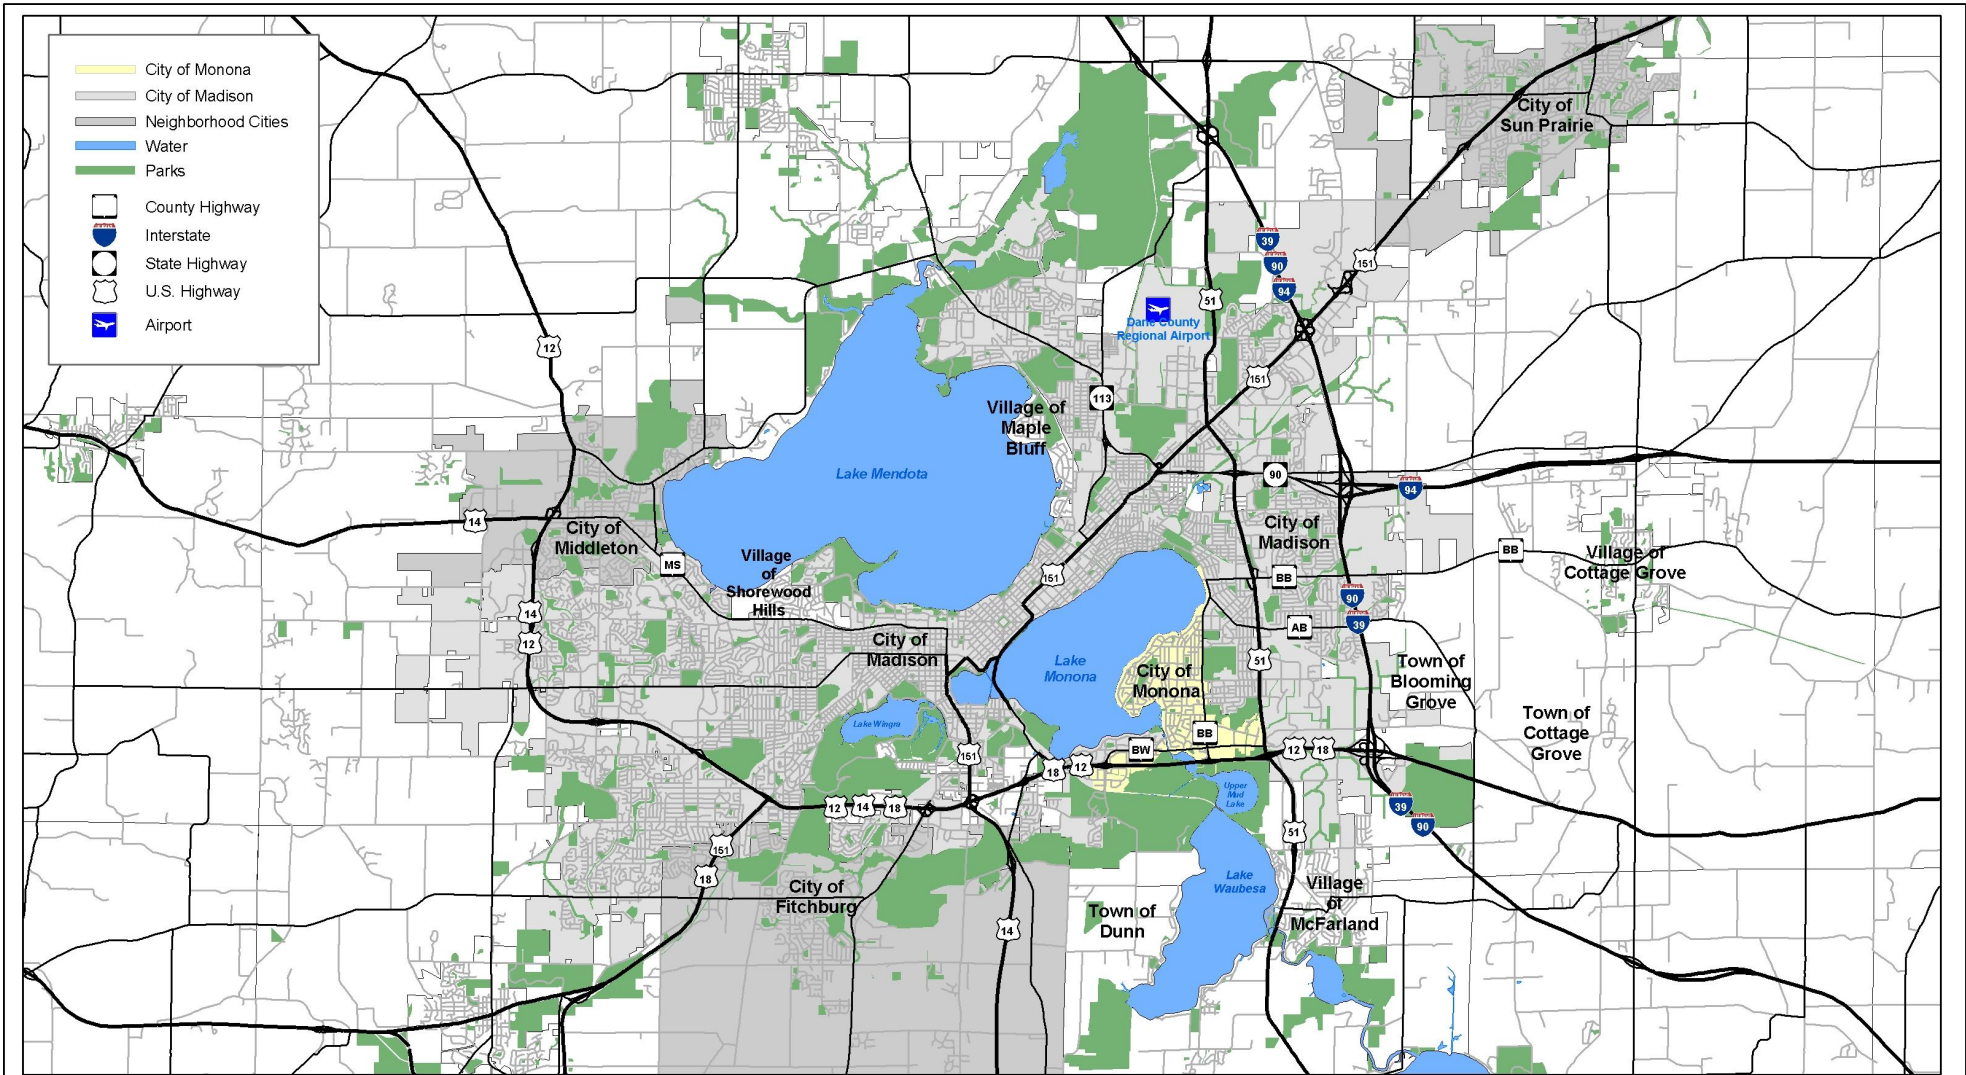 City of Monona
City of Madison
Neighborhood Cities
Water
Parks
County Highway
Interstate
State Highway
U.S. Highway
Airport
City of
Sun Prairie
39
90
94
151
51
Dane County
Regional Airport
12
151
113
Village of
Maple
Bluff
Lake Mendota
90
94
14
City of
Middleton
City of
Madison
BB
Village of
Cottage Grove
MS
Village
of
Shorewood
Hills
151
BB
90
39
14
12
AB
City of
Madison
Lake
Monona
City of
Monona
51
Town of
Blooming
Grove
Lake Wingra
Town of
Cottage
Grove
151
BW
BB
12
18
18
12
12
14
18
Upper
Mud
Lake
39
90
51
151
18
City of
Fitchburg
Lake
Waubesa
Village
of
McFarland
Town of
Dunn
14